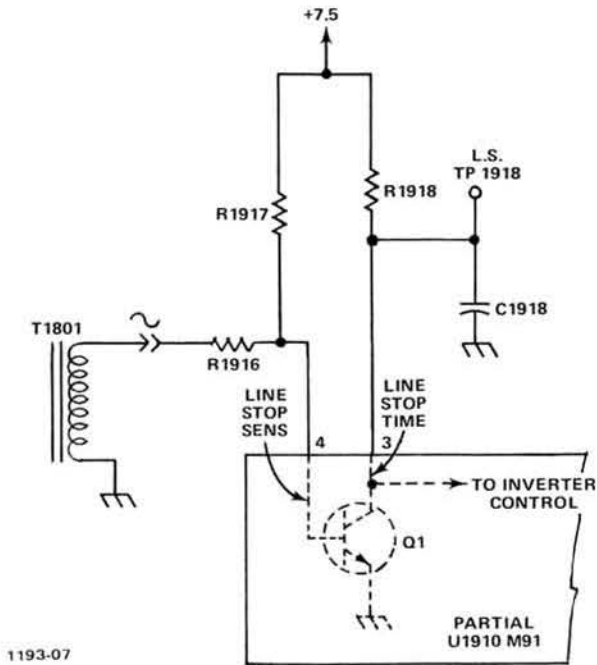 +7.5
L.S.
TP 1918
R1918
R1917
C1918
T1801
R1916
LINE
STOP
SENS
LINE
STOP
TIME
4
3
TO INVERTER
CONTROL
Q1
PARTIAL
U1910 M91
1193-07